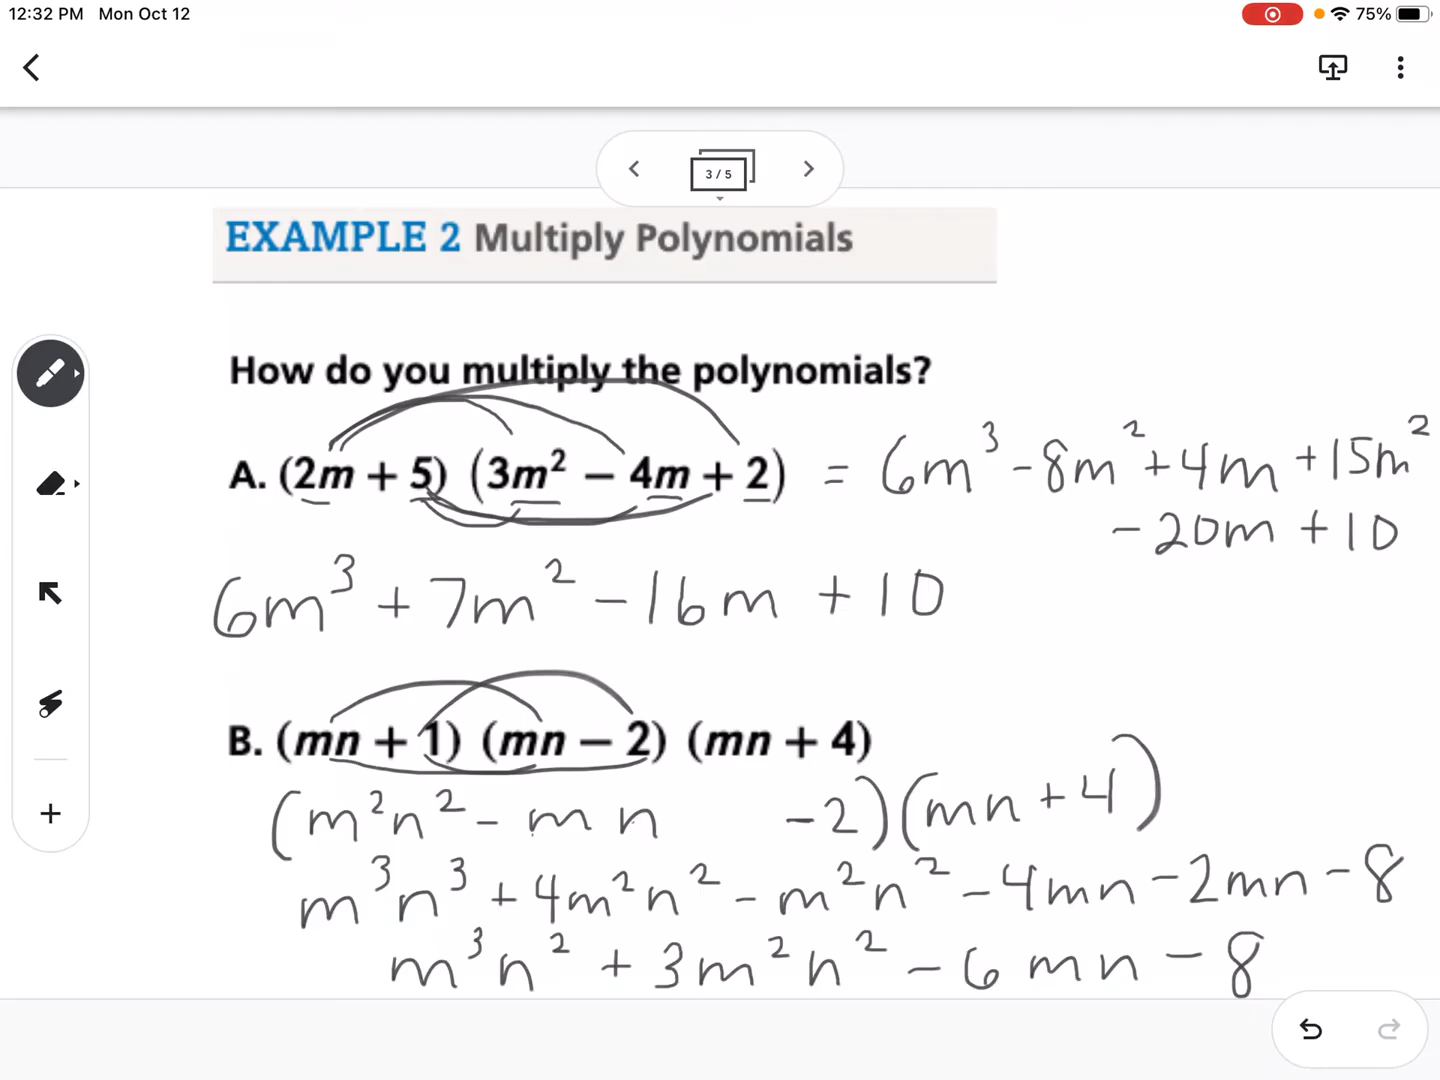 12:32 PM Mon Oct 12 75%
3 / 5
EXAMPLE 2 Multiply Polynomials
How do you multiply the polynomials?
A. (2m + 5) (3m² − 4m + 2) = 6m³ - 8m² + 4m + 15m²
- 20m + 10
6m³ + 7m² - 16m + 10
B. (mn + 1) (mn − 2) (mn + 4)
(m²n² - mn - 2)(mn + 4)
m³n³ + 4m²n² - m²n² - 4mn - 2mn - 8
m³n² + 3m²n² - 6mn - 8